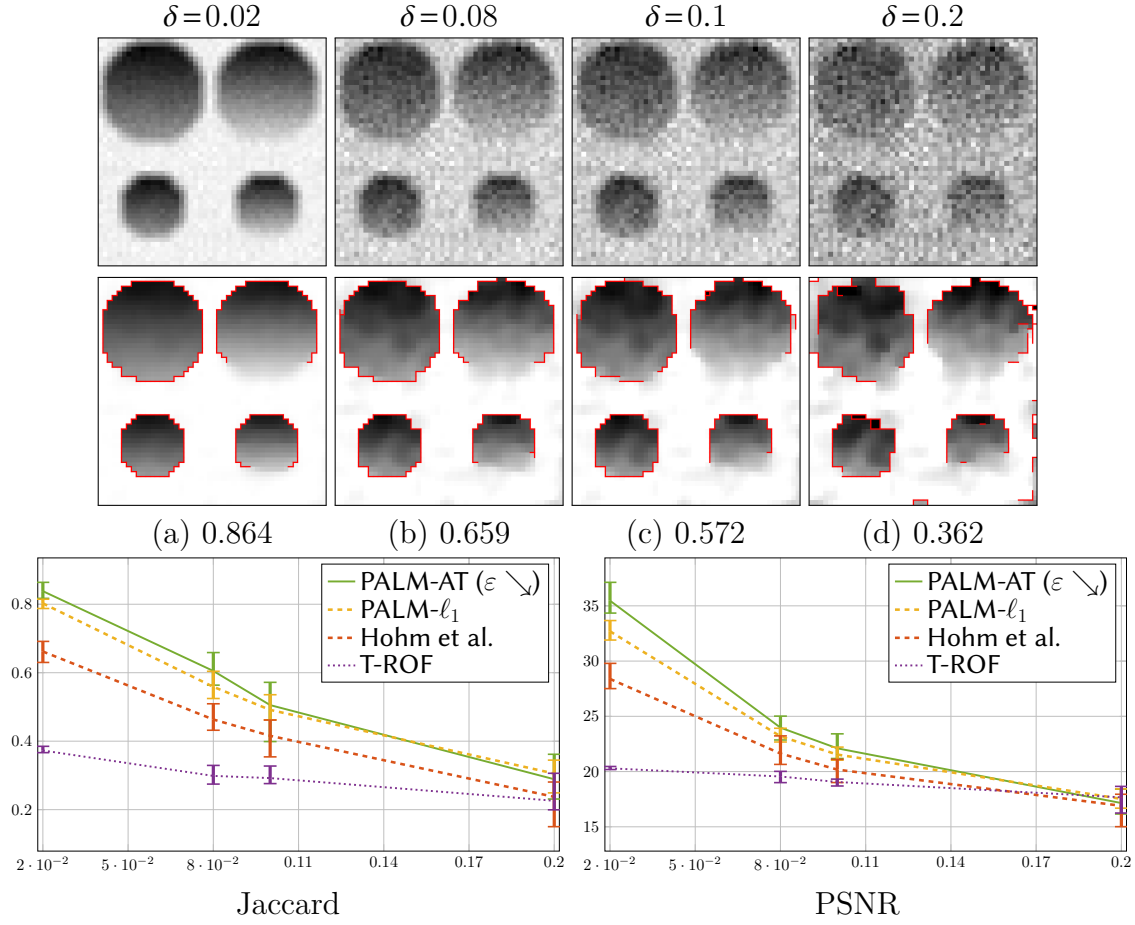 δ=0.02 δ=0.08 δ=0.1 δ=0.2
(a) 0.864 (b) 0.659 (c) 0.572 (d) 0.362
PALM-AT (ε ↘)
PALM-ℓ₁
Hohm et al.
T-ROF
0.8
0.6
0.4
0.2
2·10⁻² 5·10⁻² 8·10⁻² 0.11 0.14 0.17 0.2
Jaccard
PALM-AT (ε ↘)
PALM-ℓ₁
Hohm et al.
T-ROF
35
30
25
20
15
2·10⁻² 5·10⁻² 8·10⁻² 0.11 0.14 0.17 0.2
PSNR